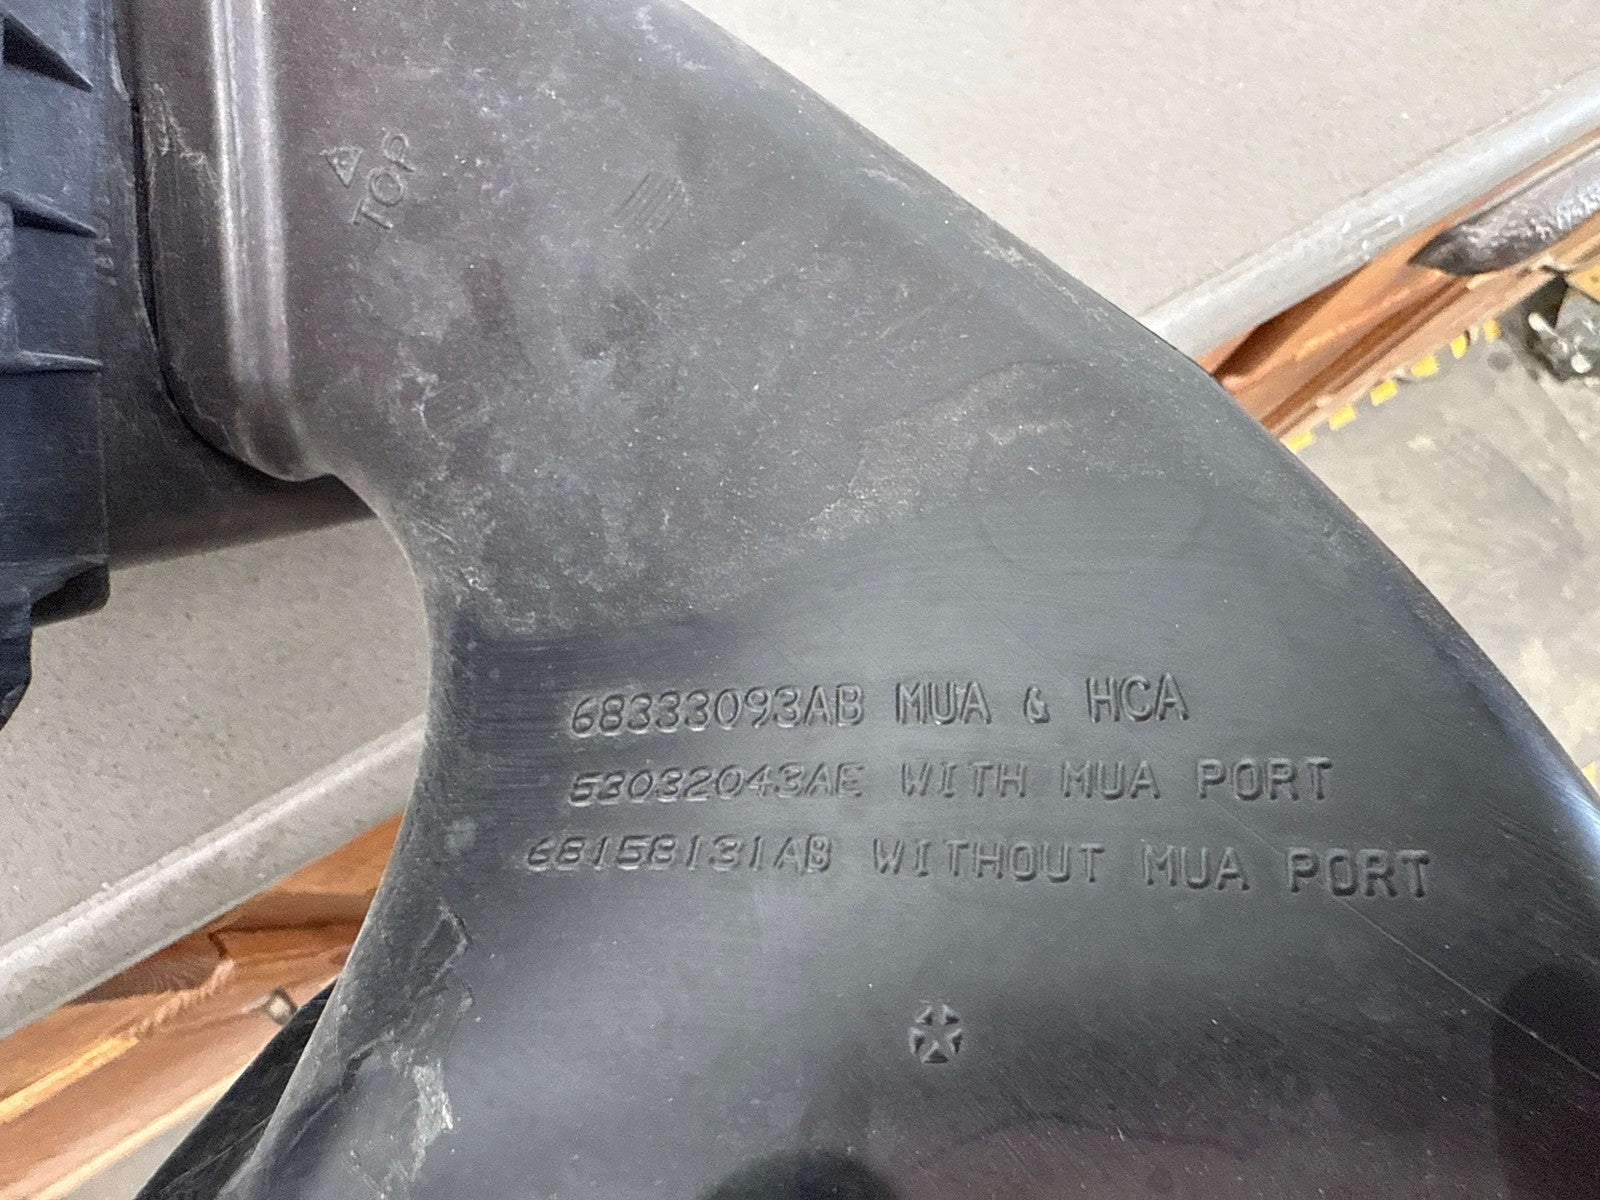 TOP
68333093AB MUA & HCA
53032043AE WITH MUA PORT
68158131AB WITHOUT MUA PORT